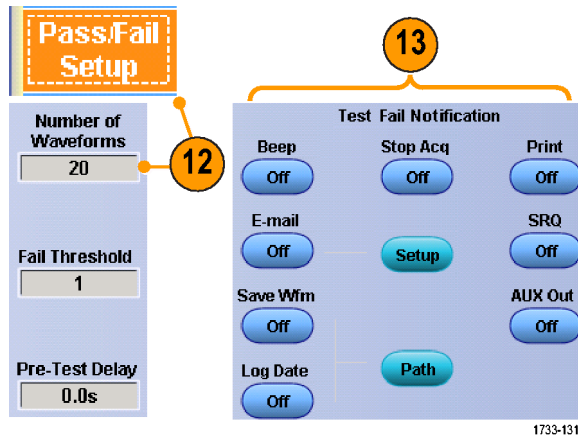 Pass/Fail
Setup
13
Number of
Waveforms
20
12
Fail Threshold
1
Pre-Test Delay
0.0s
Test Fail Notification
Beep
Stop Acq
Print
Off
Off
Off
E-mail
SRQ
Off
Setup
Off
Save Wfm
AUX Out
Off
Off
Log Date
Path
Off
1733-131